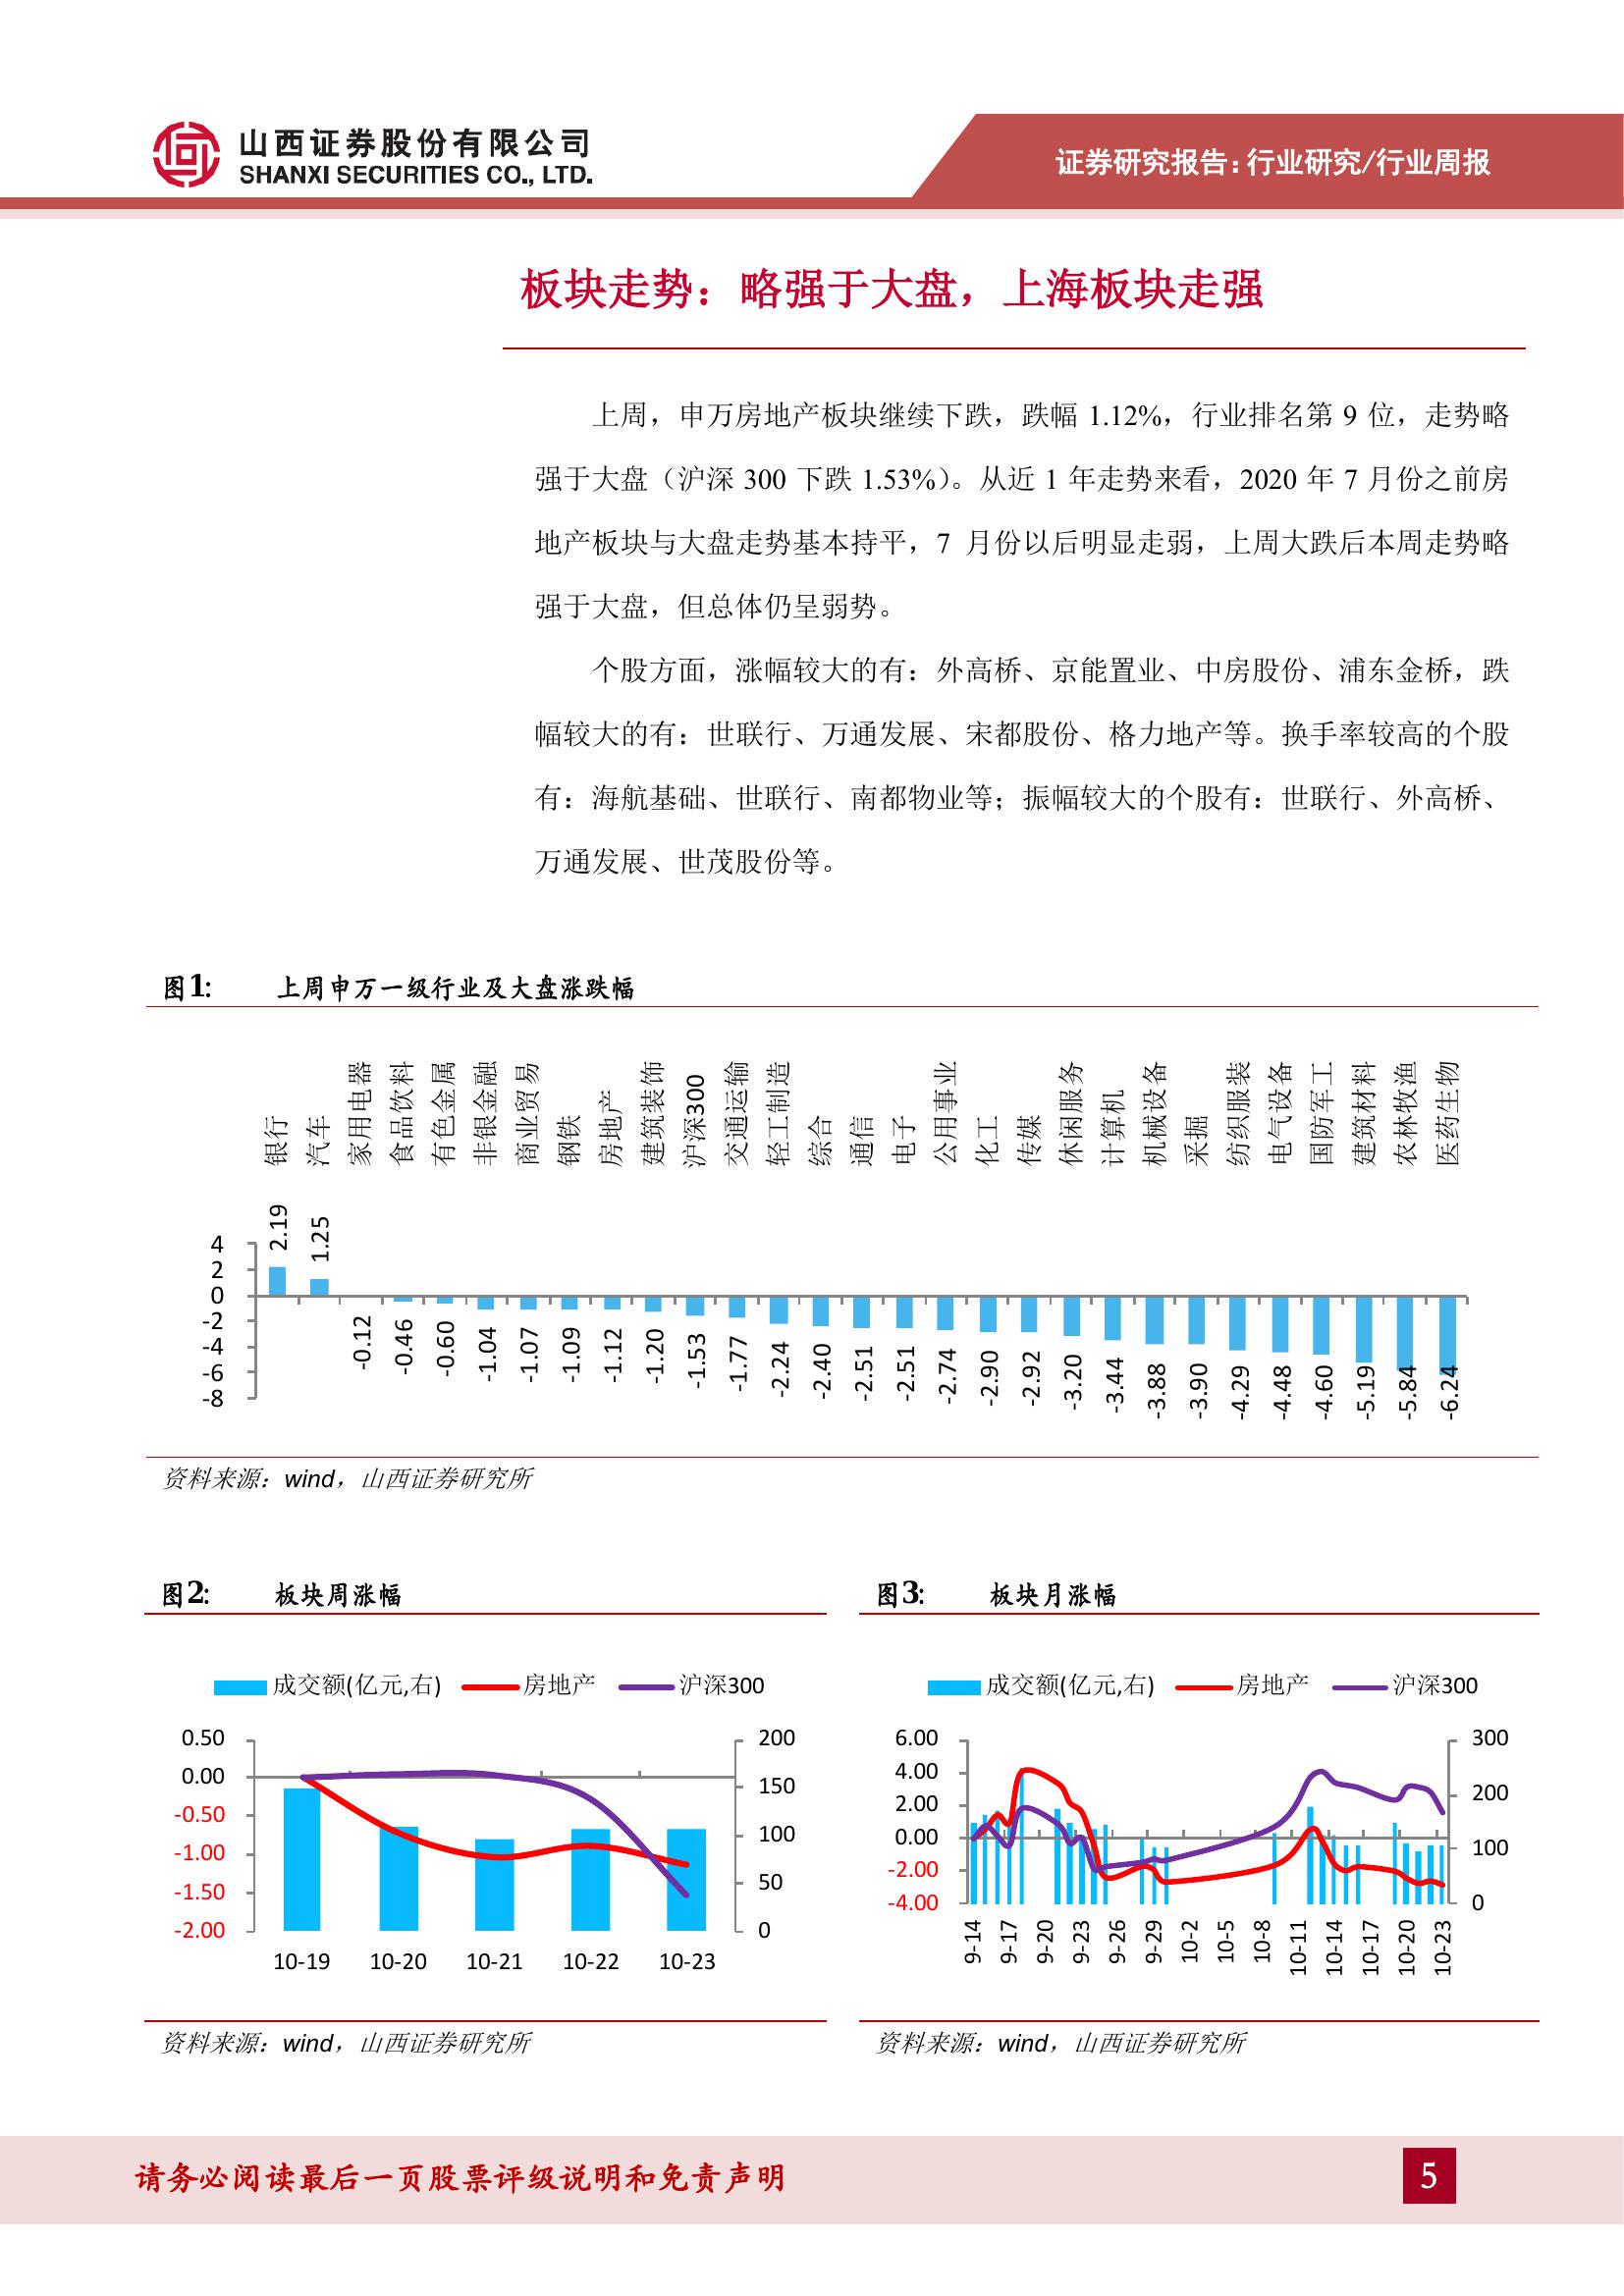 山西证券股份有限公司
SHANXI SECURITIES CO., LTD.
证券研究报告:行业研究/行业周报
板块走势：略强于大盘，上海板块走强
上周，申万房地产板块继续下跌，跌幅 1.12%，行业排名第 9 位，走势略
强于大盘（沪深 300 下跌 1.53%）。从近 1 年走势来看，2020 年 7 月份之前房
地产板块与大盘走势基本持平，7 月份以后明显走弱，上周大跌后本周走势略
强于大盘，但总体仍呈弱势。
个股方面，涨幅较大的有：外高桥、京能置业、中房股份、浦东金桥，跌
幅较大的有：世联行、万通发展、宋都股份、格力地产等。换手率较高的个股
有：海航基础、世联行、南都物业等；振幅较大的个股有：世联行、外高桥、
万通发展、世茂股份等。
图1: 上周申万一级行业及大盘涨跌幅
银行
汽车
家用电器
食品饮料
有色金属
非银金融
商业贸易
钢铁
房地产
建筑装饰
沪深300
交通运输
轻工制造
综合
通信
电子
公用事业
化工
传媒
休闲服务
计算机
机械设备
采掘
纺织服装
电气设备
国防军工
建筑材料
农林牧渔
医药生物
4
2
0
-2
-4
-6
-8
2.19
1.25
-0.12
-0.46
-0.60
-1.04
-1.07
-1.09
-1.12
-1.20
-1.53
-1.77
-2.24
-2.40
-2.51
-2.51
-2.74
-2.90
-2.92
-3.20
-3.44
-3.88
-3.90
-4.29
-4.48
-4.60
-5.19
-5.84
-6.24
资料来源：wind，山西证券研究所
图2: 板块周涨幅
成交额(亿元,右) 房地产 沪深300
0.50
0.00
-0.50
-1.00
-1.50
-2.00
200
150
100
50
0
10-19 10-20 10-21 10-22 10-23
资料来源：wind，山西证券研究所
图3: 板块月涨幅
成交额(亿元,右) 房地产 沪深300
6.00
4.00
2.00
0.00
-2.00
-4.00
300
200
100
0
9-14
9-17
9-20
9-23
9-26
9-29
10-2
10-5
10-8
10-11
10-14
10-17
10-20
10-23
资料来源：wind，山西证券研究所
请务必阅读最后一页股票评级说明和免责声明
5